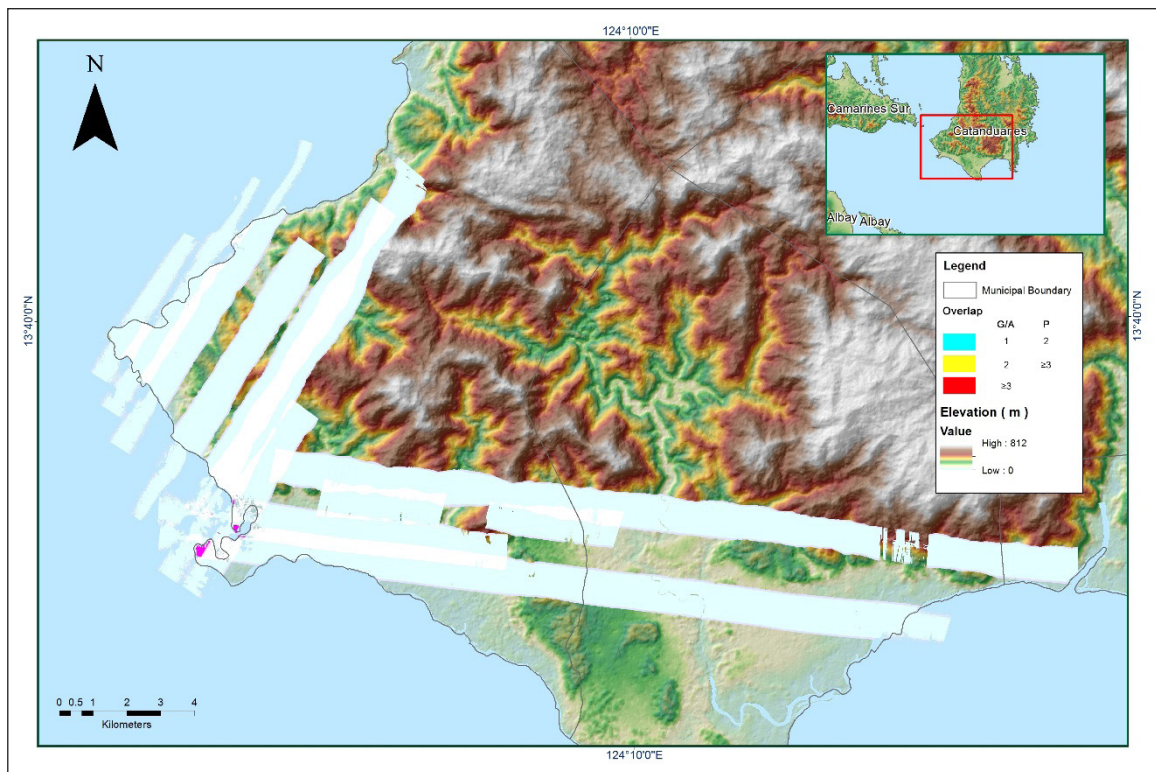 124°10'0"E
N
Camarines Sur
Catanduanes
Albay Albay
13°40'0"N
13°40'0"N
Legend
Municipal Boundary
Overlap
G/A P
1 2
2 ≥3
≥3
Elevation ( m )
Value
High : 812
Low : 0
0 0.5 1 2 3 4
Kilometers
124°10'0"E